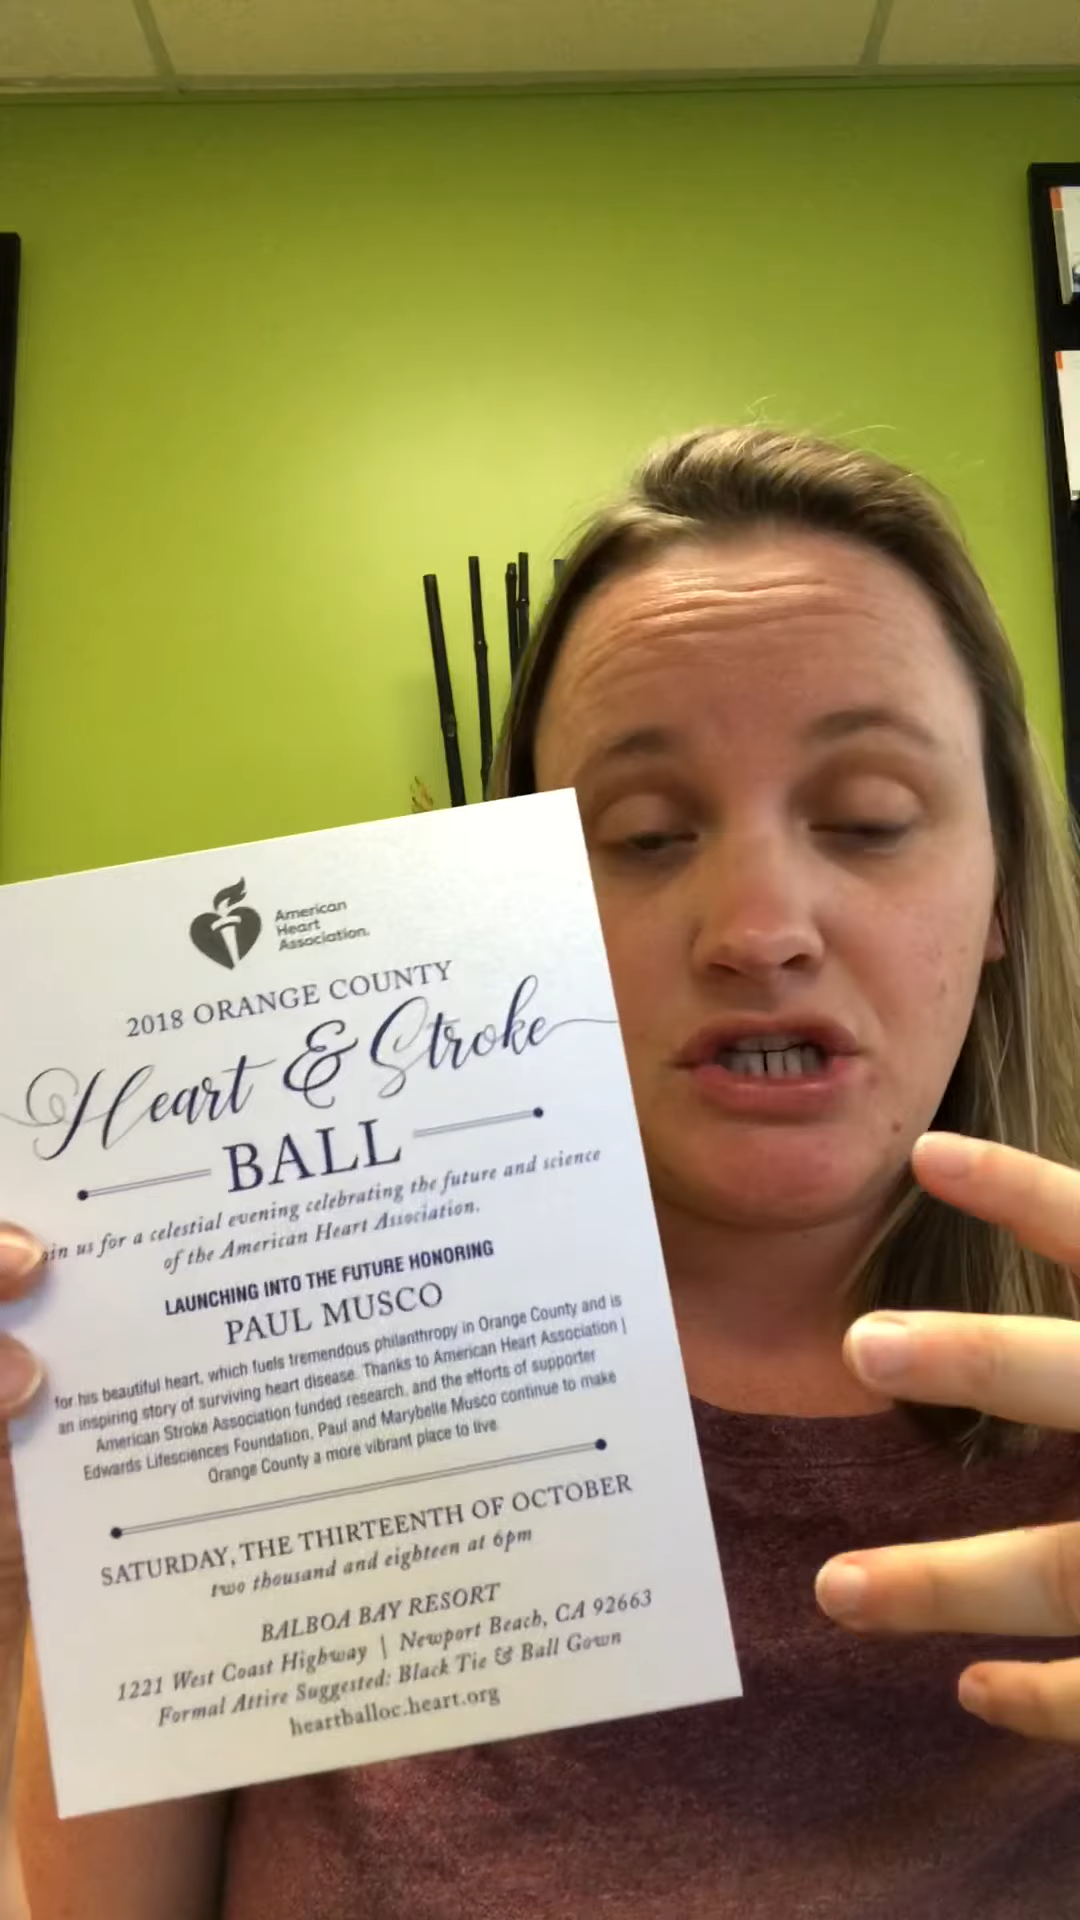 American
Heart
Association.
2018 ORANGE COUNTY
Heart & Stroke
BALL
in us for a celestial evening celebrating the future and science
of the American Heart Association.
LAUNCHING INTO THE FUTURE HONORING
PAUL MUSCO
for his beautiful heart, which fuels tremendous philanthropy in Orange County and is
an inspiring story of surviving heart disease. Thanks to American Heart Association |
American Stroke Association funded research, and the efforts of supporter
Edwards Lifesciences Foundation, Paul and Marybelle Musco continue to make
Orange County a more vibrant place to live.
SATURDAY, THE THIRTEENTH OF OCTOBER
two thousand and eighteen at 6pm
BALBOA BAY RESORT
1221 West Coast Highway | Newport Beach, CA 92663
Formal Attire Suggested: Black Tie & Ball Gown
heartballoc.heart.org